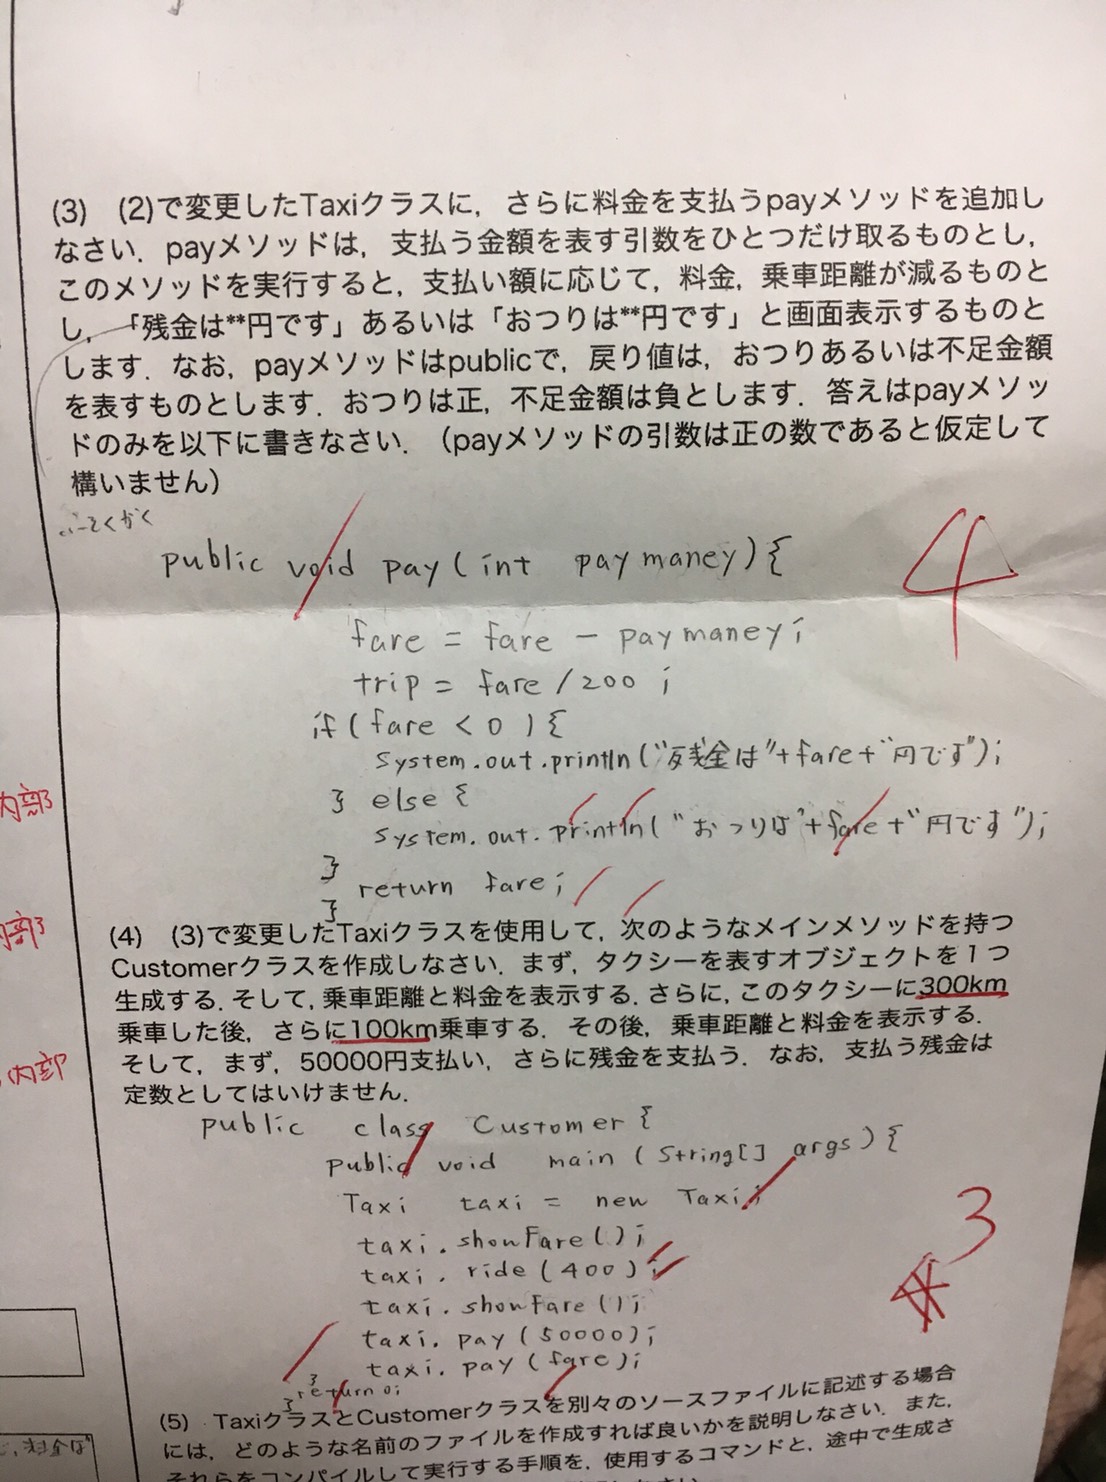 (3) (2)で変更したTaxiクラスに，さらに料金を支払うpayメソッドを追加し
なさい．payメソッドは，支払う金額を表す引数をひとつだけ取るものとし，
このメソッドを実行すると，支払い額に応じて，料金，乗車距離が減るものと
し，「残金は**円です」あるいは「おつりは**円です」と画面表示するものと
します．なお，payメソッドはpublicで，戻り値は，おつりあるいは不足金額
を表すものとします．おつりは正，不足金額は負とします．答えはpayメソッ
ドのみを以下に書きなさい．（payメソッドの引数は正の数であると仮定して
構いません）
public void pay(int paymaney){
4
fare = fare - paymaney;
trip = fare/200;
if(fare < 0){
System.out.println("残金は"+fare+"円です");
} else {
内部
System.out.println("おつりは"+fare+"円です");
}
return fare;
}
内部
(4) (3)で変更したTaxiクラスを使用して，次のようなメインメソッドを持つ
Customerクラスを作成しなさい．まず，タクシーを表すオブジェクトを１つ
生成する．そして，乗車距離と料金を表示する．さらに，このタクシーに300km
乗車した後，さらに100km乗車する．その後，乗車距離と料金を表示する．
そして，まず，50000円支払い，さらに残金を支払う．なお，支払う残金は
定数としてはいけません．
内部
public class Customer {
public void main (String[] args){
Taxi taxi = new Taxi;
3
taxi.showFare();
taxi.ride(400);
taxi.showFare();
taxi.pay(50000);
taxi.pay(fare);
}
return 0;
}
(5) TaxiクラスとCustomerクラスを別々のソースファイルに記述する場合
には，どのような名前のファイルを作成すれば良いかを説明しなさい．また，
それらをコンパイルして実行する手順を，使用するコマンドと，途中で生成さ